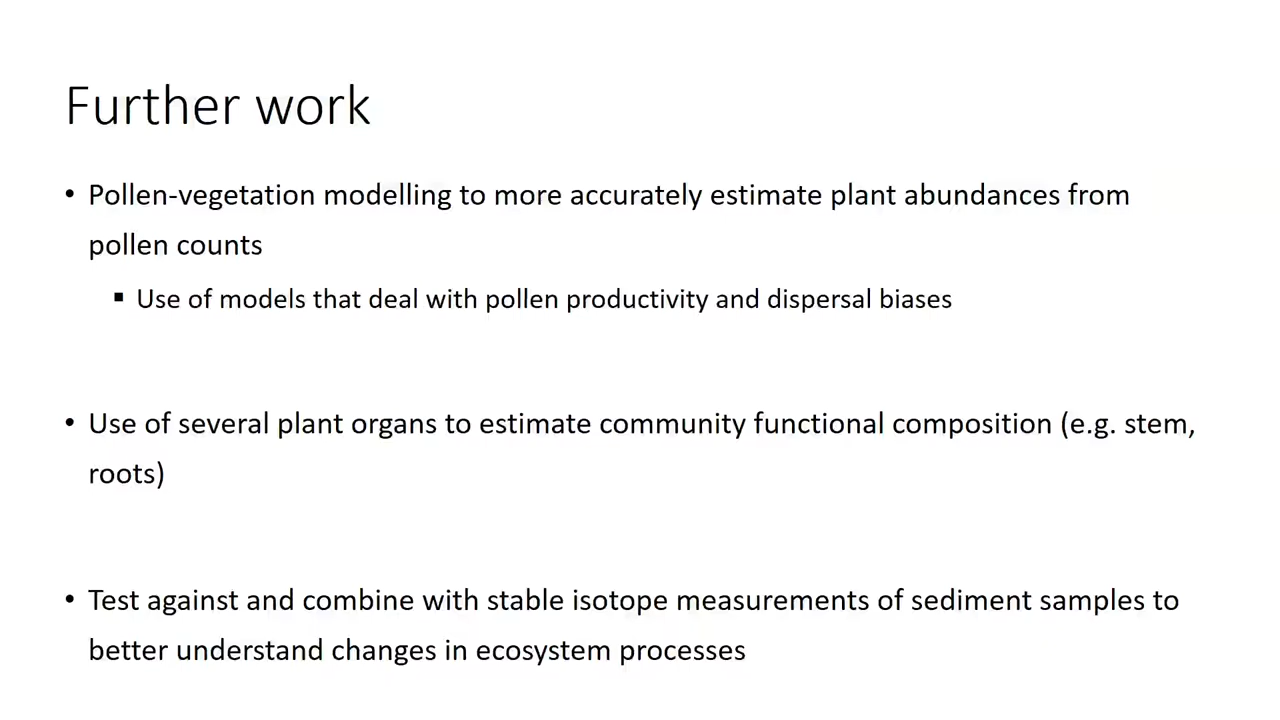 Further work
• Pollen-vegetation modelling to more accurately estimate plant abundances from
pollen counts
▪ Use of models that deal with pollen productivity and dispersal biases
• Use of several plant organs to estimate community functional composition (e.g. stem,
roots)
• Test against and combine with stable isotope measurements of sediment samples to
better understand changes in ecosystem processes